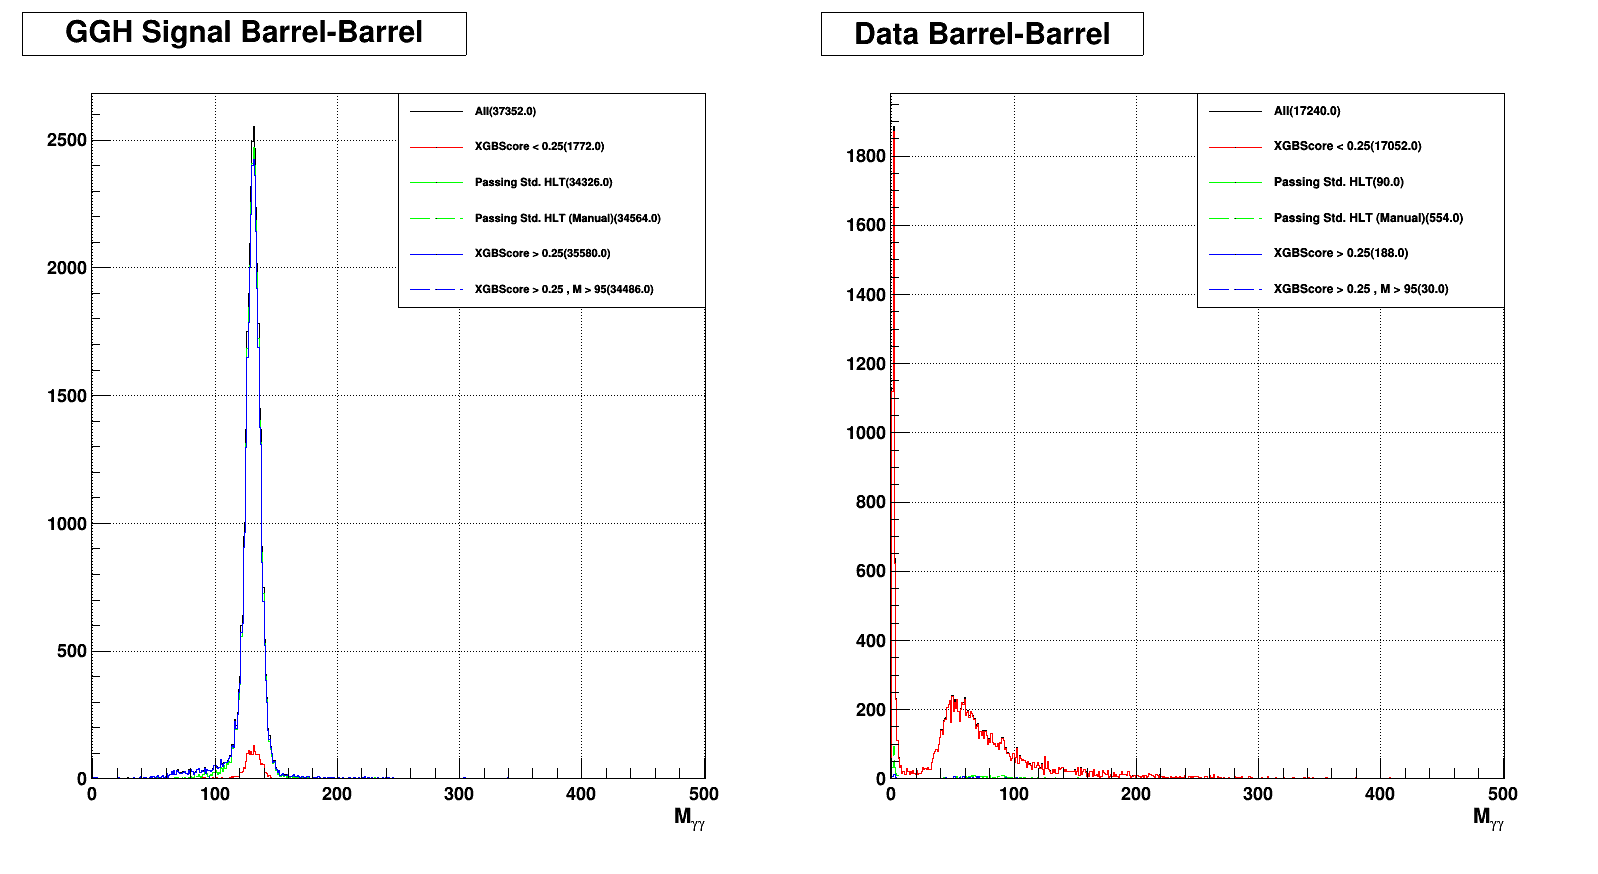 GGH Signal Barrel-Barrel
All(37352.0)
XGBScore < 0.25(1772.0)
Passing Std. HLT(34326.0)
Passing Std. HLT (Manual)(34564.0)
XGBScore > 0.25(35580.0)
XGBScore > 0.25 , M > 95(34486.0)
2500
2000
1500
1000
500
0
0 100 200 300 400 500
Mγγ
Data Barrel-Barrel
All(17240.0)
XGBScore < 0.25(17052.0)
Passing Std. HLT(90.0)
Passing Std. HLT (Manual)(554.0)
XGBScore > 0.25(188.0)
XGBScore > 0.25 , M > 95(30.0)
1800
1600
1400
1200
1000
800
600
400
200
0
0 100 200 300 400 500
Mγγ